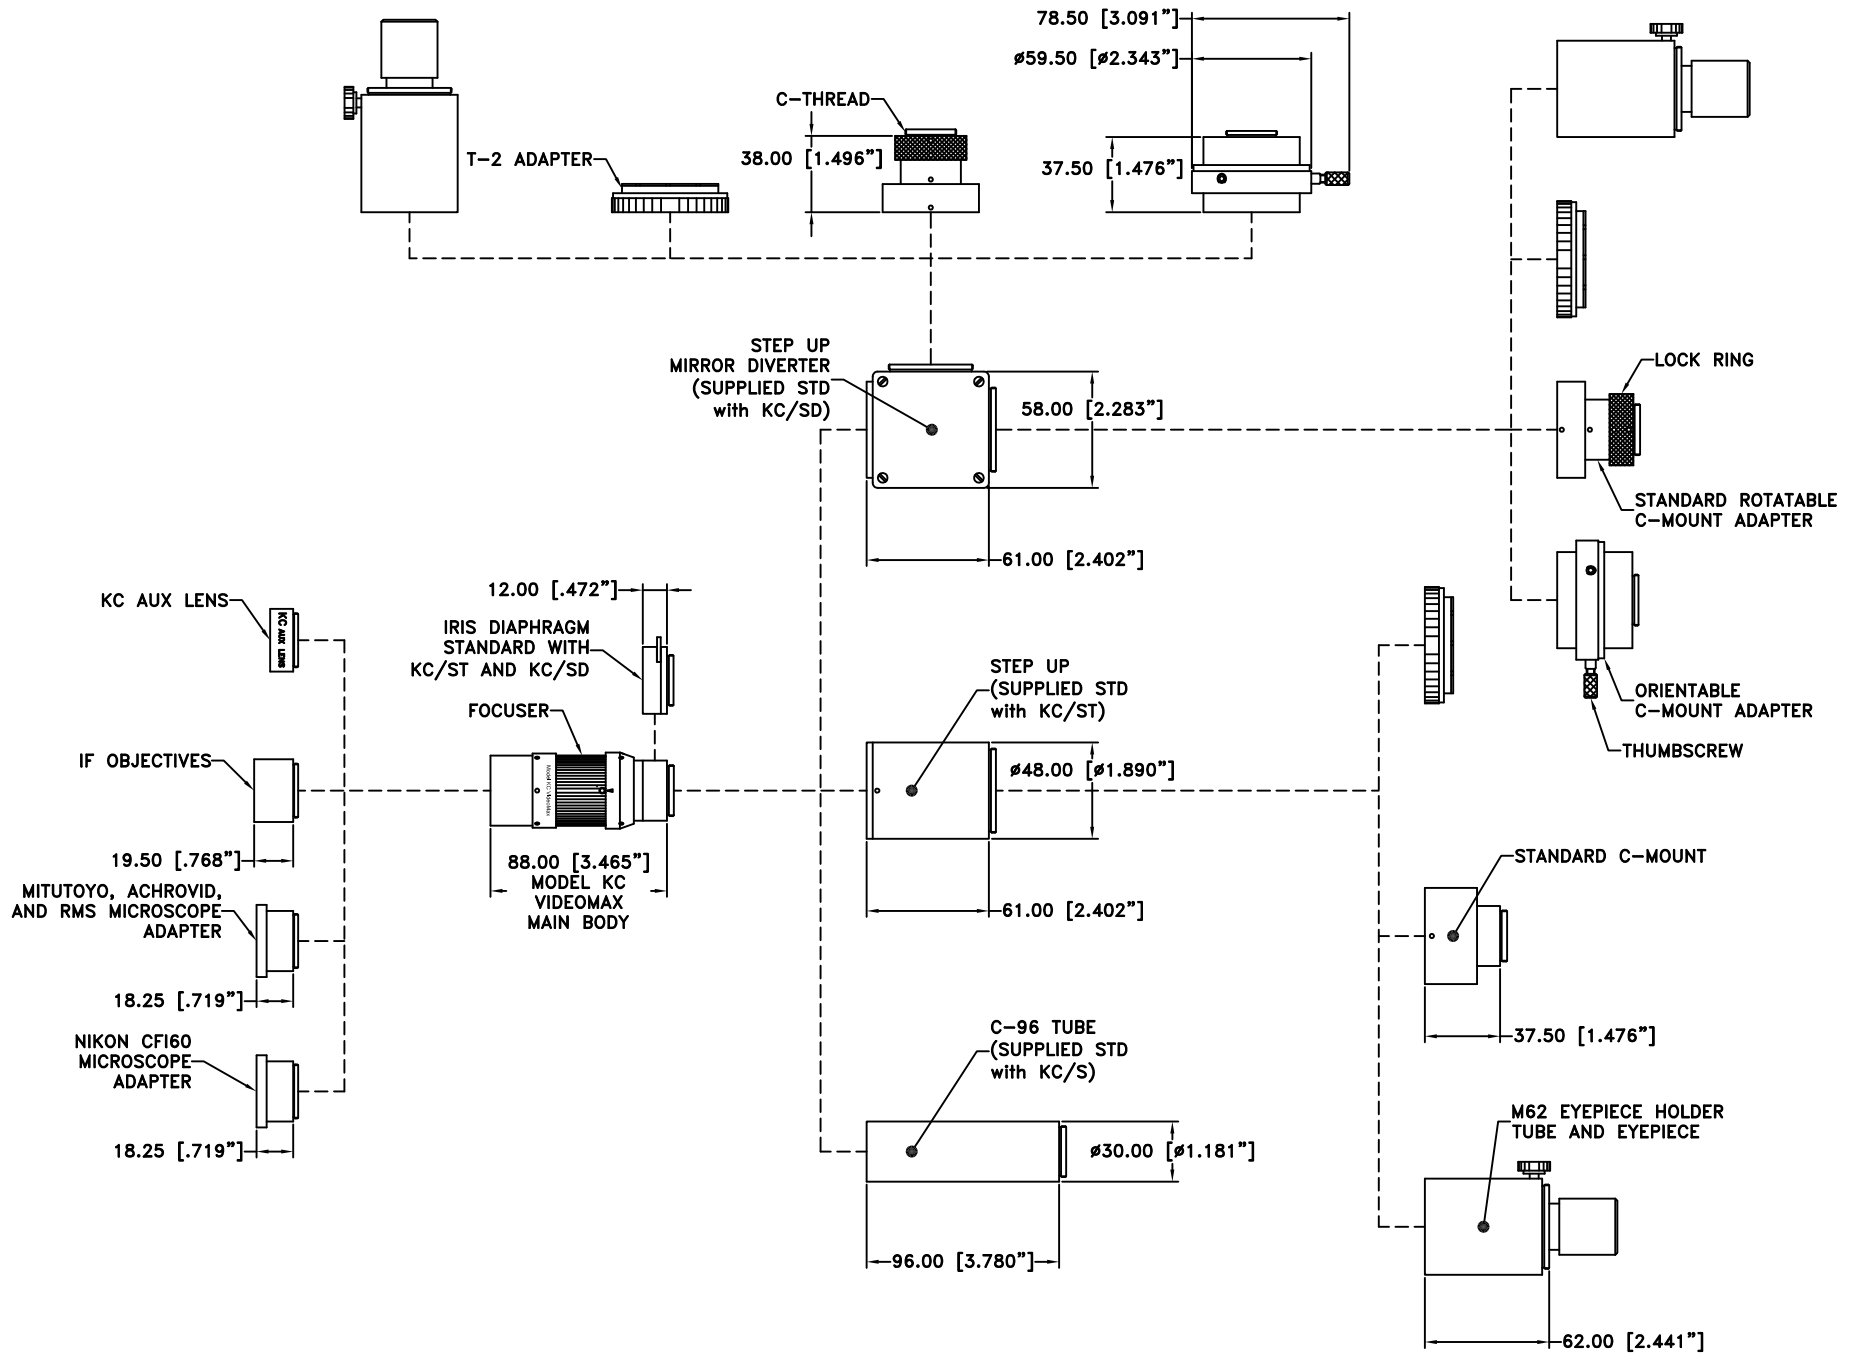 78.50 [3.091”]
ø59.50 [ø2.343”]
C-THREAD
38.00 [1.496”]
37.50 [1.476”]
T-2 ADAPTER
STEP UP
MIRROR DIVERTER
(SUPPLIED STD
with KC/SD)
58.00 [2.283”]
61.00 [2.402”]
LOCK RING
STANDARD ROTATABLE
C-MOUNT ADAPTER
ORIENTABLE
C-MOUNT ADAPTER
THUMBSCREW
KC AUX LENS
KC AUX LENS
12.00 [.472”]
IRIS DIAPHRAGM
STANDARD WITH
KC/ST AND KC/SD
FOCUSER
IF OBJECTIVES
Model KC VideoMax
19.50 [.768”]
88.00 [3.465”]
MODEL KC
VIDEOMAX
MAIN BODY
MITUTOYO, ACHROVID,
AND RMS MICROSCOPE
ADAPTER
18.25 [.719”]
NIKON CFI60
MICROSCOPE
ADAPTER
18.25 [.719”]
STEP UP
(SUPPLIED STD
with KC/ST)
ø48.00 [ø1.890”]
61.00 [2.402”]
C-96 TUBE
(SUPPLIED STD
with KC/S)
ø30.00 [ø1.181”]
96.00 [3.780”]
STANDARD C-MOUNT
37.50 [1.476”]
M62 EYEPIECE HOLDER
TUBE AND EYEPIECE
62.00 [2.441”]